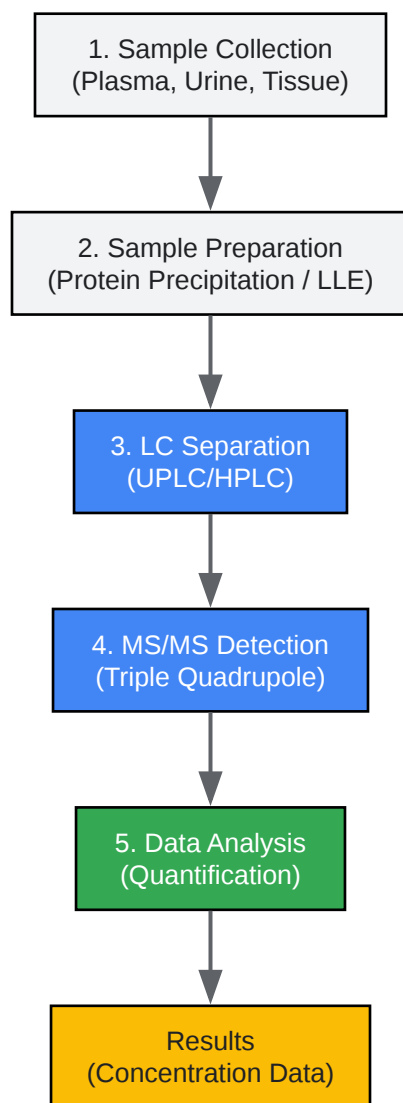 1. Sample Collection
(Plasma, Urine, Tissue)
2. Sample Preparation
(Protein Precipitation / LLE)
3. LC Separation
(UPLC/HPLC)
4. MS/MS Detection
(Triple Quadrupole)
5. Data Analysis
(Quantification)
Results
(Concentration Data)